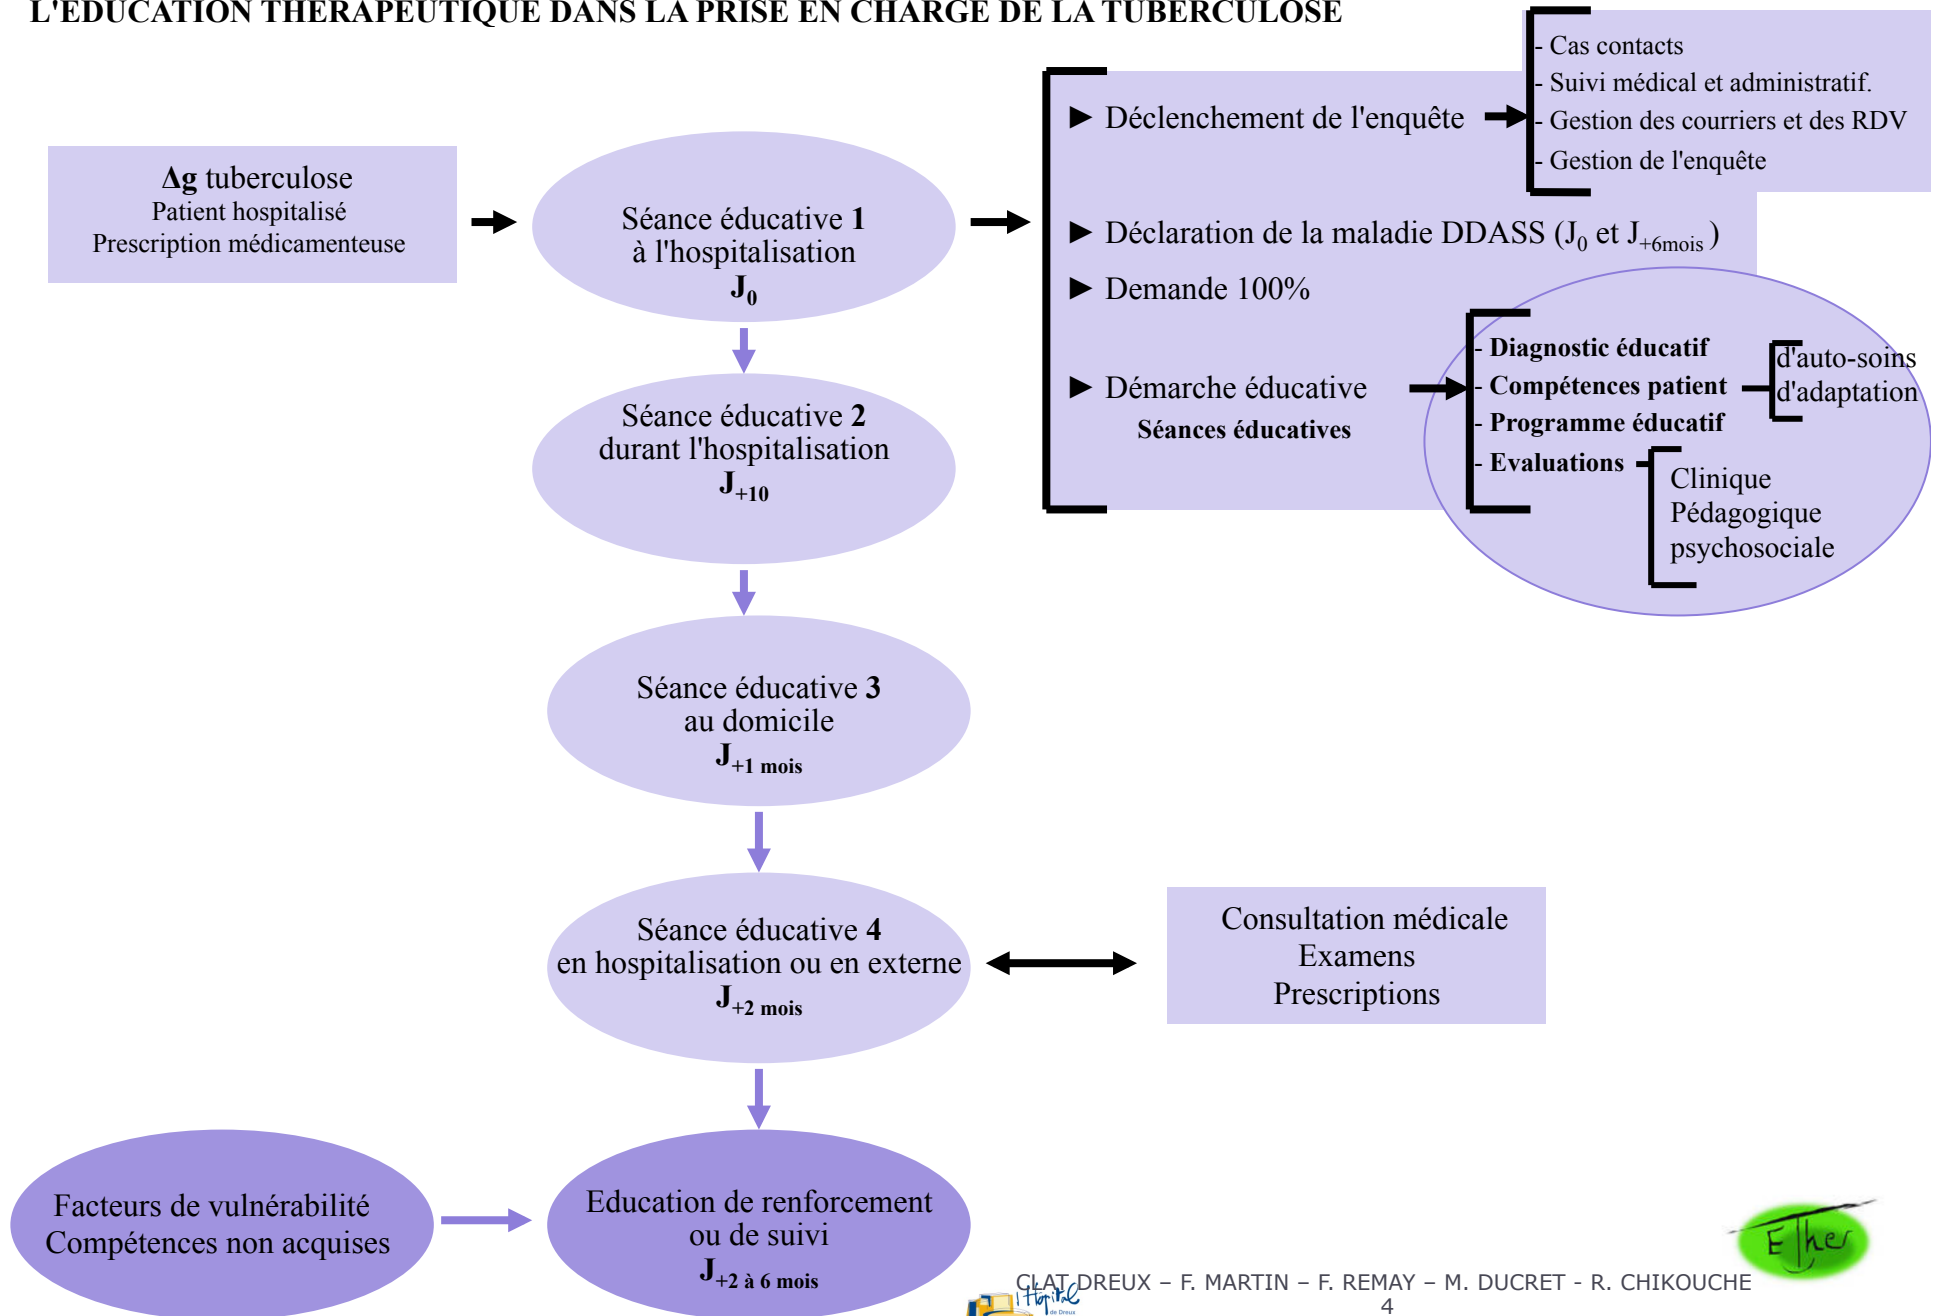 L'EDUCATION THERAPEUTIQUE DANS LA PRISE EN CHARGE DE LA TUBERCULOSE
Δg tuberculose
Patient hospitalisé
Prescription médicamenteuse
Séance éducative 1
à l'hospitalisation
J0
► Déclenchement de l'enquête
- Cas contacts
- Suivi médical et administratif.
- Gestion des courriers et des RDV
- Gestion de l'enquête
► Déclaration de la maladie DDASS (J0 et J+6mois )
► Demande 100%
► Démarche éducative
Séances éducatives
- Diagnostic éducatif
- Compétences patient
- Programme éducatif
- Evaluations
d'auto-soins
d'adaptation
Clinique
Pédagogique
psychosociale
Séance éducative 2
durant l'hospitalisation
J+10
Séance éducative 3
au domicile
J+1 mois
Séance éducative 4
en hospitalisation ou en externe
J+2 mois
Consultation médicale
Examens
Prescriptions
Facteurs de vulnérabilité
Compétences non acquises
Education de renforcement
ou de suivi
J+2 à 6 mois
l'Hôpital
de Dreux
CLAT DREUX – F. MARTIN – F. REMAY – M. DUCRET - R. CHIKOUCHE
4
ETher